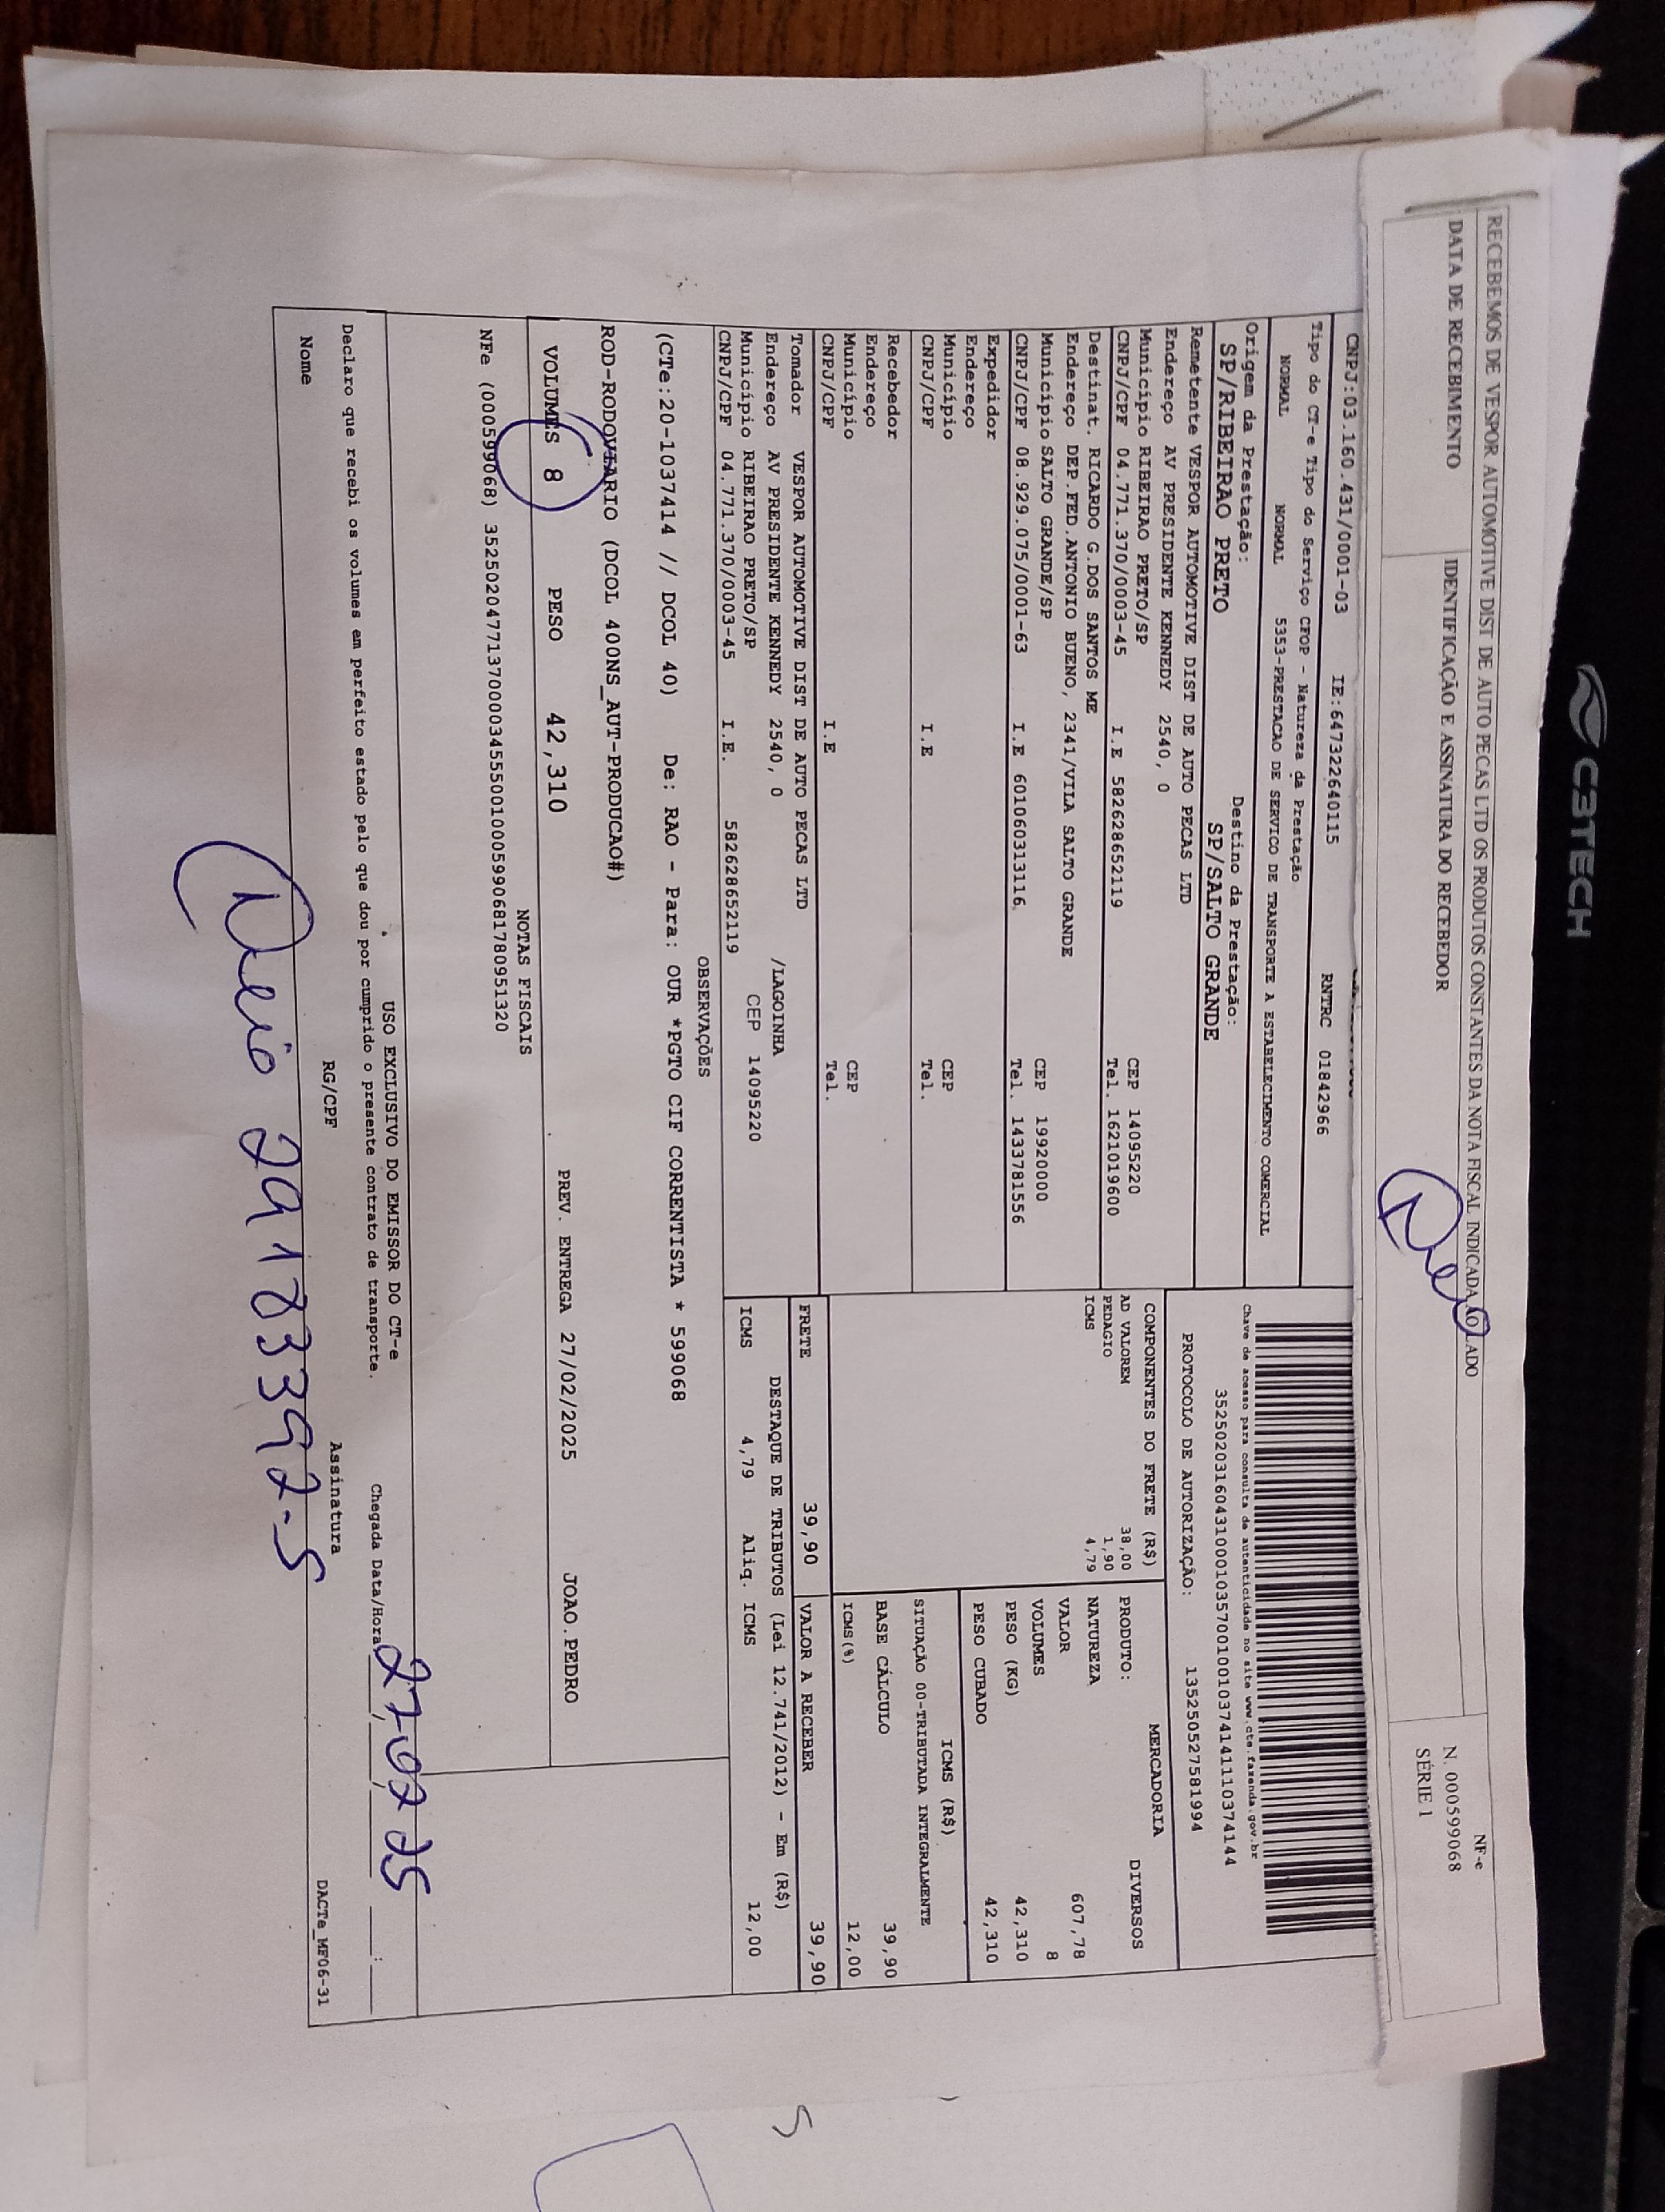 RECEBEMOS DE VESPOR AUTOMOTIVE DIST DE AUTO PECAS LTD OS PRODUTOS CONSTANTES DA NOTA FISCAL INDICADA AO LADO
DATA DE RECEBIMENTO
IDENTIFICAÇÃO E ASSINATURA DO RECEBEDOR
NF-e
N. 000599068
SÉRIE 1
CNPJ:03.160.431/0001-03 IE:647322640115 RNTRC 01842966
Tipo do CT-e Tipo do Serviço CFOP - Natureza da Prestação
NORMAL NORMAL 5353-PRESTACAO DE SERVICO DE TRANSPORTE A ESTABELECIMENTO COMERCIAL
Origem da Prestação: Destino da Prestação:
SP/RIBEIRAO PRETO SP/SALTO GRANDE
Remetente VESPOR AUTOMOTIVE DIST DE AUTO PECAS LTD
Endereço AV PRESIDENTE KENNEDY 2540, 0
Município RIBEIRAO PRETO/SP CEP 14095220
CNPJ/CPF 04.771.370/0003-45 I.E 582628652119 Tel. 1621019600
Destinat. RICARDO G.DOS SANTOS ME
Endereço DEP.FED.ANTONIO BUENO, 2341/VILA SALTO GRANDE
Município SALTO GRANDE/SP CEP 19920000
CNPJ/CPF 08.929.075/0001-63 I.E 601060313116 Tel. 1433781556
Expedidor
Endereço
Município CEP
CNPJ/CPF I.E Tel.
Recebedor
Endereço
Município CEP
CNPJ/CPF I.E Tel.
Tomador VESPOR AUTOMOTIVE DIST DE AUTO PECAS LTD
Endereço AV PRESIDENTE KENNEDY 2540, 0 /LAGOINHA
Município RIBEIRAO PRETO/SP CEP 14095220
CNPJ/CPF 04.771.370/0003-45 I.E. 582628652119
Chave de acesso para consulta de autenticidade no site www.cte.fazenda.gov.br
35250203160431000103570010010374141110374144
PROTOCOLO DE AUTORIZAÇÃO: 135250527581994
COMPONENTES DO FRETE (R$)
AD VALOREM 38,00
PEDAGIO 1,90
ICMS 4,79
MERCADORIA
PRODUTO: DIVERSOS
NATUREZA
VALOR 607,78
VOLUMES 8
PESO (KG) 42,310
PESO CUBADO 42,310
ICMS (R$)
SITUAÇÃO 00-TRIBUTADA INTEGRALMENTE
BASE CÁLCULO 39,90
ICMS(%) 12,00
FRETE 39,90 VALOR A RECEBER 39,90
DESTAQUE DE TRIBUTOS (Lei 12.741/2012) - Em (R$)
ICMS 4,79 Aliq. ICMS 12,00
OBSERVAÇÕES
(CTe:20-1037414 // DCOL 40) De: RAO - Para: OUR *PGTO CIF CORRENTISTA * 599068
ROD-RODOVIARIO (DCOL 400NS_AUT-PRODUCAO#)
VOLUMES 8 PESO 42,310 PREV. ENTREGA 27/02/2025 JOAO.PEDRO
NOTAS FISCAIS
NFe (000599068) 35250204771370000345550010005990681780951320
USO EXCLUSIVO DO EMISSOR DO CT-e
Declaro que recebi os volumes em perfeito estado pelo que dou por cumprido o presente contrato de transporte. Chegada Data/Hora 27/02/25 :
Nome RG/CPF Assinatura DACTe_MF06-31
29183392-5
C3TECH